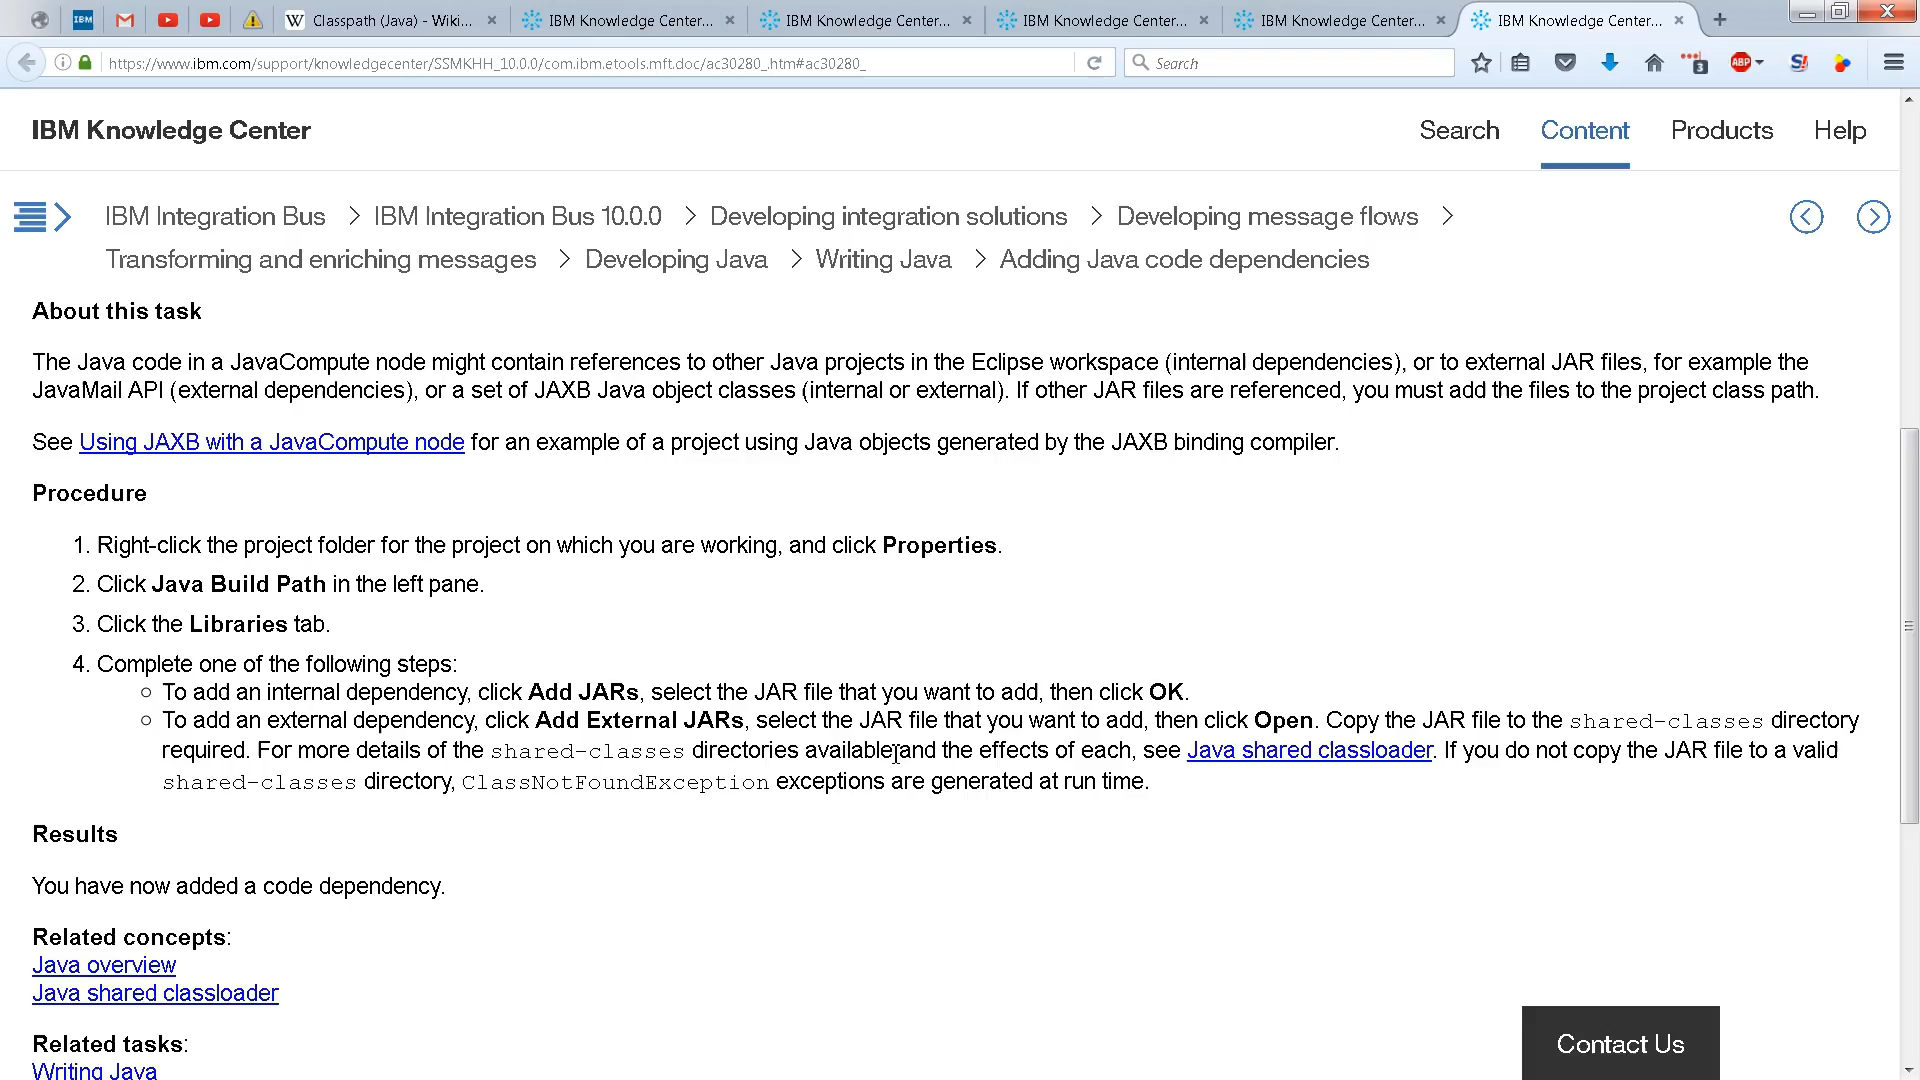 IBM
Classpath (Java) - Wiki...
IBM Knowledge Center...
IBM Knowledge Center...
IBM Knowledge Center...
IBM Knowledge Center...
IBM Knowledge Center...
https://www.ibm.com/support/knowledgecenter/SSMKHH_10.0.0/com.ibm.etools.mft.doc/ac30280_.htm#ac30280_
Search
3
ABP
S!
IBM Knowledge Center
Search
Content
Products
Help
IBM Integration Bus > IBM Integration Bus 10.0.0 > Developing integration solutions > Developing message flows >
Transforming and enriching messages > Developing Java > Writing Java > Adding Java code dependencies
About this task
The Java code in a JavaCompute node might contain references to other Java projects in the Eclipse workspace (internal dependencies), or to external JAR files, for example the
JavaMail API (external dependencies), or a set of JAXB Java object classes (internal or external). If other JAR files are referenced, you must add the files to the project class path.
See Using JAXB with a JavaCompute node for an example of a project using Java objects generated by the JAXB binding compiler.
Procedure
1. Right-click the project folder for the project on which you are working, and click Properties.
2. Click Java Build Path in the left pane.
3. Click the Libraries tab.
4. Complete one of the following steps:
To add an internal dependency, click Add JARs, select the JAR file that you want to add, then click OK.
To add an external dependency, click Add External JARs, select the JAR file that you want to add, then click Open. Copy the JAR file to the shared-classes directory
required. For more details of the shared-classes directories available and the effects of each, see Java shared classloader. If you do not copy the JAR file to a valid
shared-classes directory, ClassNotFoundException exceptions are generated at run time.
Results
You have now added a code dependency.
Related concepts:
Java overview
Java shared classloader
Related tasks:
Writing Java
Contact Us